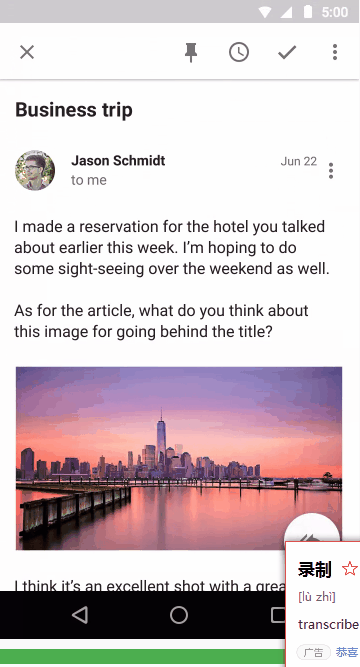 5:00
Business trip
Jason Schmidt
Jun 22
to me
I made a reservation for the hotel you talked
about earlier this week. I'm hoping to do
some sight-seeing over the weekend as well.
As for the article, what do you think about
this image for going behind the title?
I think it's an excellent shot with a
录制
[lù zhì]
transcribe
广告
恭喜